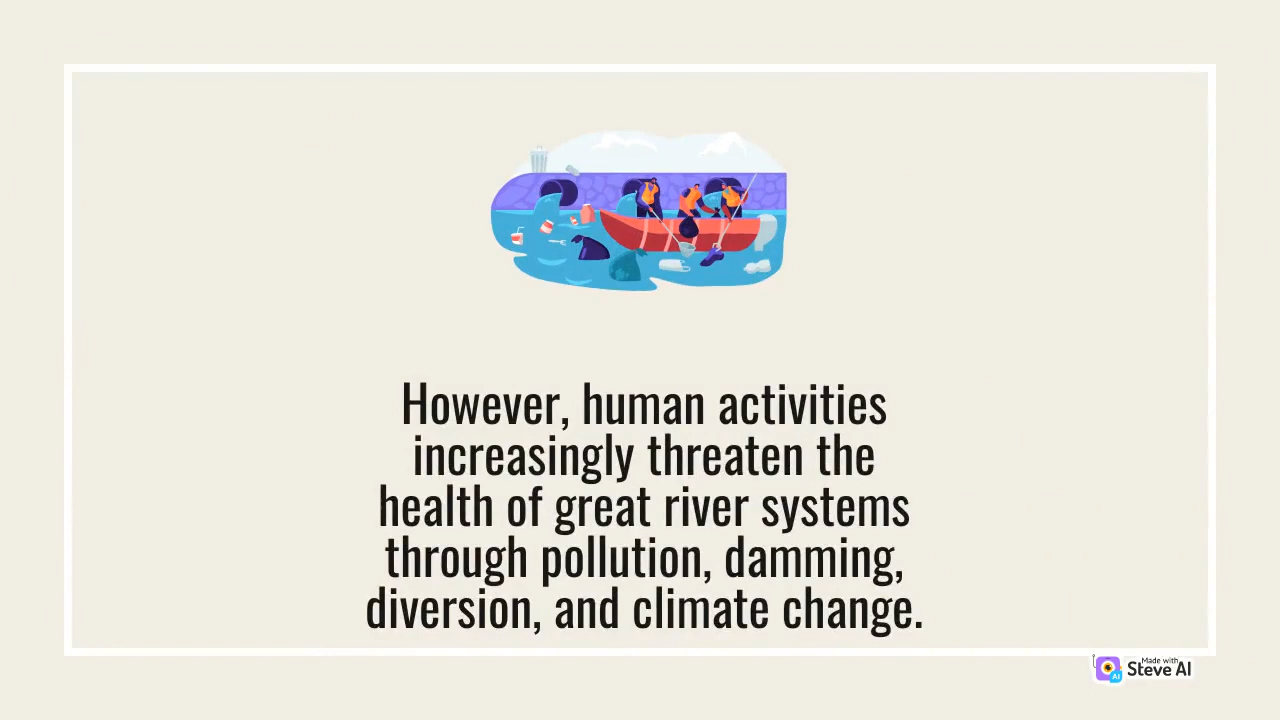 However, human activities
increasingly threaten the
health of great river systems
through pollution, damming,
diversion, and climate change.
Made with
Steve AI
AI